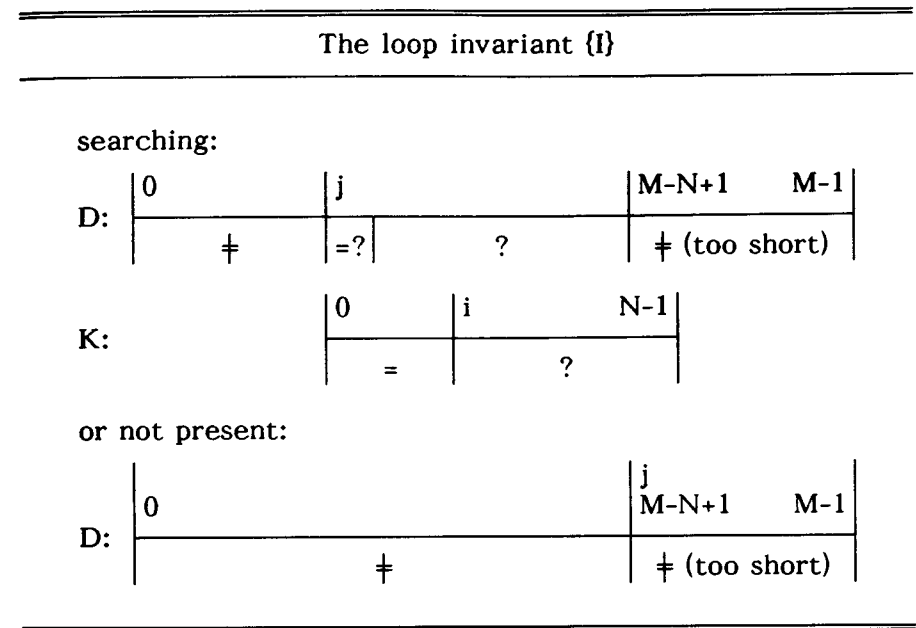 The loop invariant {I}
searching:
0 j M-N+1 M-1
D:
≠ =? ? ≠ (too short)
0 i N-1
K:
= ?
or not present:
j
0 M-N+1 M-1
D:
≠ ≠ (too short)